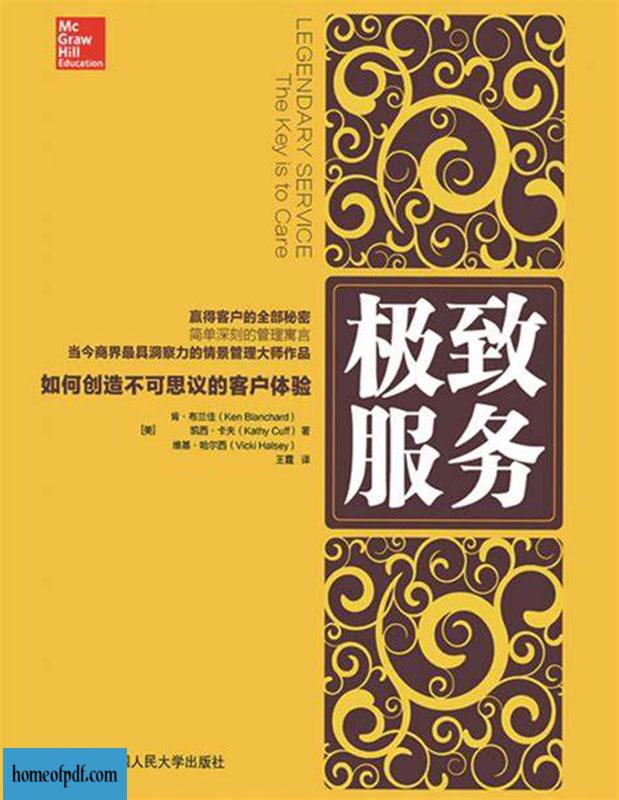 Mc
Graw
Hill
Education
LEGENDARY SERVICE
The Key is to Care
赢得客户的全部秘密
简单深刻的管理寓言
当今商界最具洞察力的情景管理大师作品
如何创造不可思议的客户体验
肯·布兰佳(Ken Blanchard)
[美] 凯西·卡夫(Kathy Cuff) 著
维基·哈尔西(Vicki Halsey)
王霆 译
极致
服务
人民大学出版社
homeofpdf.com